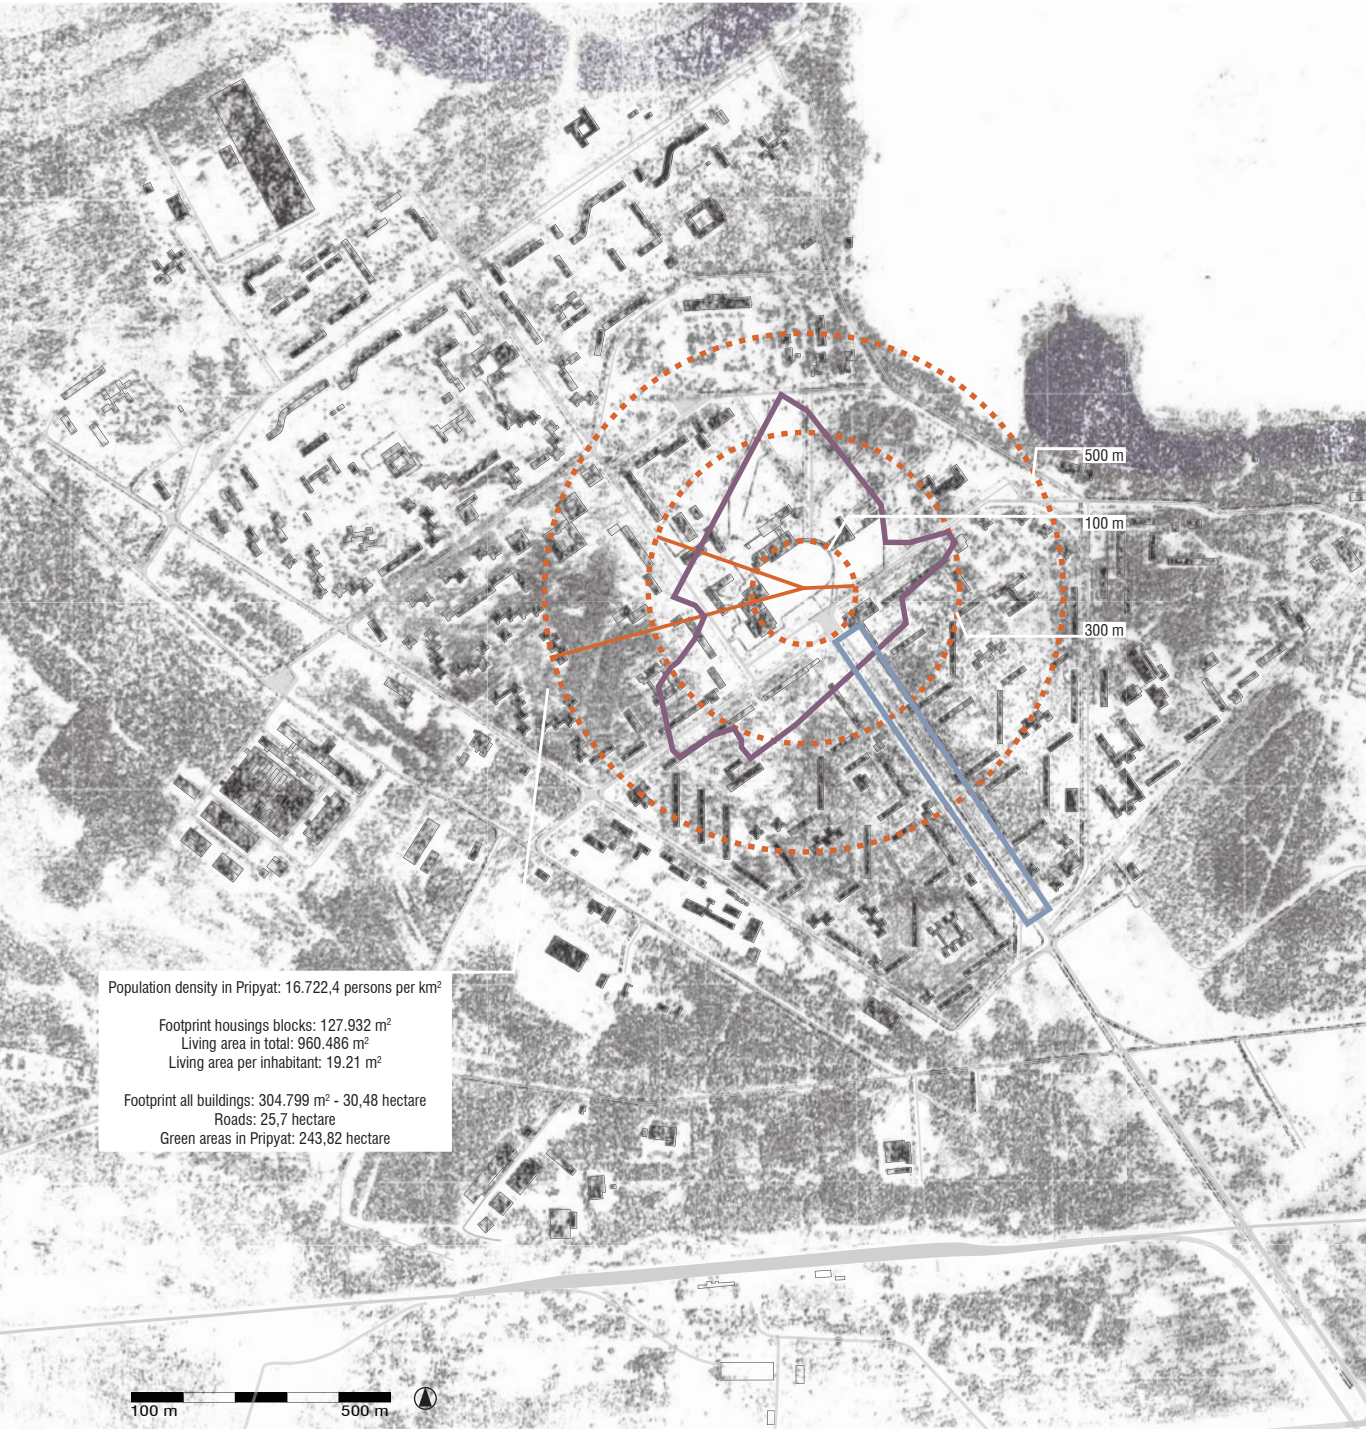 500 m
100 m
300 m
Population density in Pripyat: 16.722,4 persons per km²
Footprint housings blocks: 127.932 m²
Living area in total: 960.486 m²
Living area per inhabitant: 19.21 m²
Footprint all buildings: 304.799 m² - 30,48 hectare
Roads: 25,7 hectare
Green areas in Pripyat: 243,82 hectare
100 m 500 m